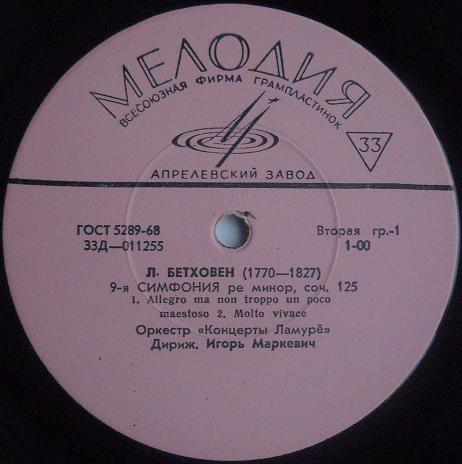 МЕЛОДИЯ
ВСЕСОЮЗНАЯ ФИРМА ГРАМПЛАСТИНОК
33
АПРЕЛЕВСКИЙ ЗАВОД
ГОСТ 5289-68 Вторая гр.-1
33Д—011255 1-00
Л. БЕТХОВЕН (1770—1827)
9-я СИМФОНИЯ ре минор, соч. 125
1. Allegro ma non troppo un poco
maestoso 2. Molto vivace
Оркестр «Концерты Ламурё»
Дириж. Игорь Маркевич